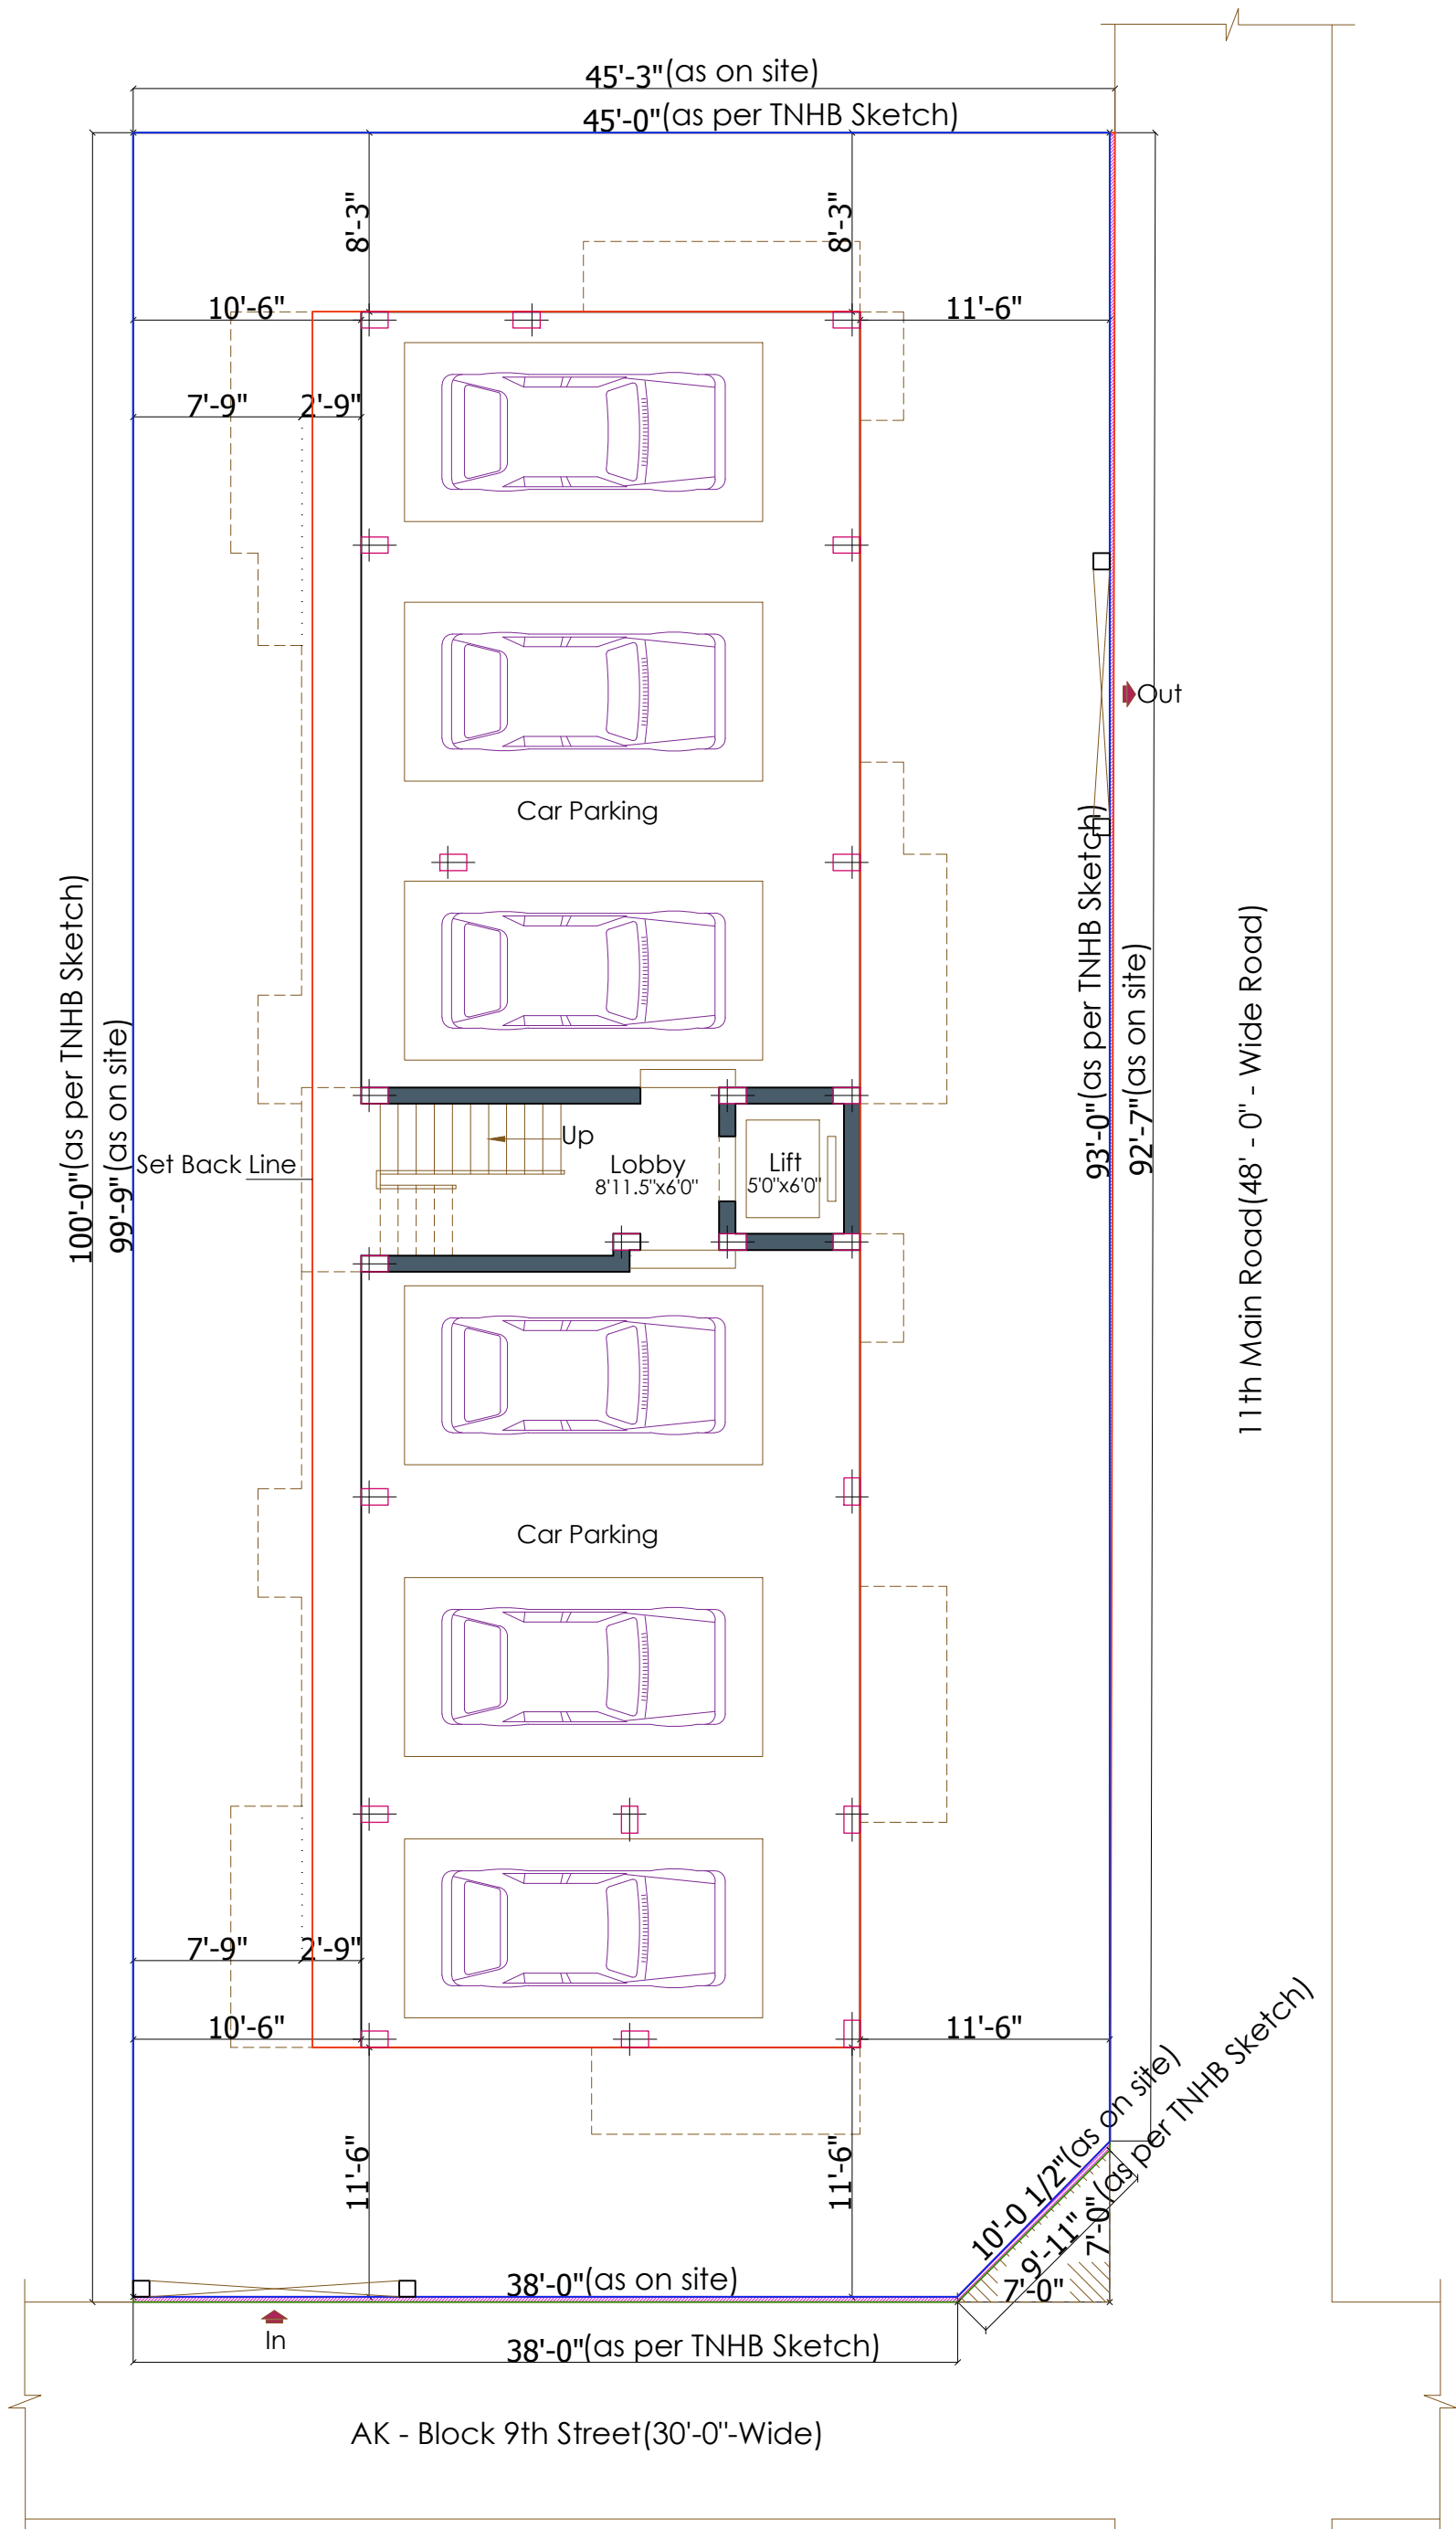 45'-3"(as on site)
45'-0"(as per TNHB Sketch)
8'-3"
8'-3"
10'-6"
11'-6"
7'-9"
2'-9"
Out
Car Parking
93'-0"(as per TNHB Sketch)
92'-7"(as on site)
100'-0"(as per TNHB Sketch)
99'-9"(as on site)
11th Main Road(48' - 0" - Wide Road)
Up
Set Back Line
Lobby
8'11.5"x6'0"
Lift
5'0"x6'0"
Car Parking
7'-9"
2'-9"
10'-6"
11'-6"
11'-6"
11'-6"
10'-0 1/2"(as on site)
9'-11"(as per TNHB Sketch)
7'-0"
7'-0"
38'-0"(as on site)
In
38'-0"(as per TNHB Sketch)
AK - Block 9th Street(30'-0"-Wide)